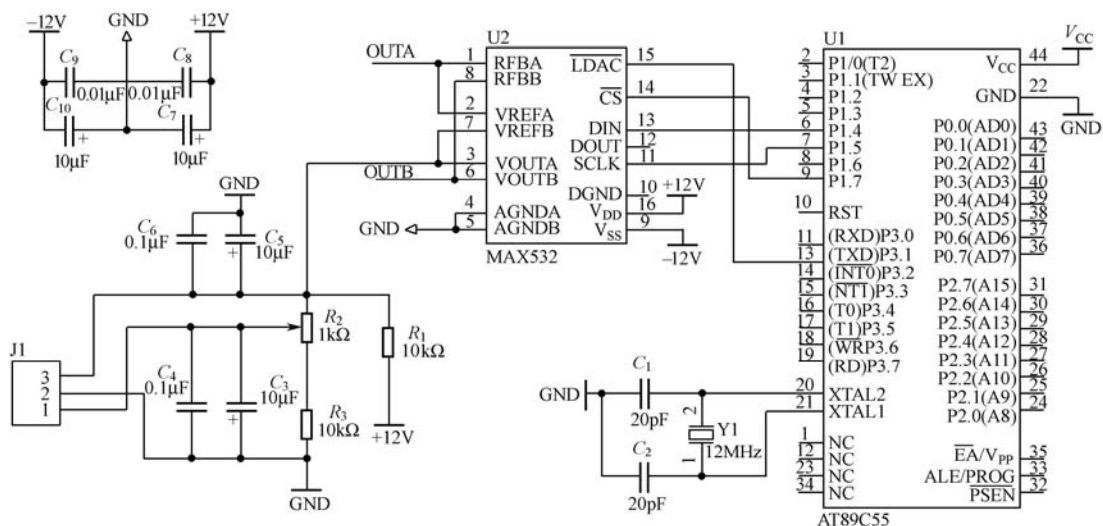 −12V
GND
+12V
C9
0.01μF
C8
0.01μF
C10
10μF
C7
10μF
OUTA
OUTB
U2
1 RFBA
8 RFBB
2 VREFA
7 VREFB
3 VOUTA
6 VOUTB
4 AGNDA
5 AGNDB
GND
LDAC 15
CS 14
DIN 13
DOUT 12
SCLK 11
DGND 10
VDD 16
VSS 9
+12V
−12V
MAX532
GND
C6
0.1μF
C5
10μF
R2
1kΩ
R1
10kΩ
+12V
J1
3
2
1
C4
0.1μF
C3
10μF
R3
10kΩ
GND
GND
C1
20pF
C2
20pF
2
1
Y1
12MHz
U1
2 P1/0(T2)
3 P1.1(TW EX)
4 P1.2
5 P1.3
6 P1.4
7 P1.5
8 P1.6
9 P1.7
10 RST
11 (RXD)P3.0
13 (TXD)P3.1
14 (INT0)P3.2
15 (NT1)P3.3
16 (T0)P3.4
17 (T1)P3.5
18 (WRP3.6
19 (RD)P3.7
20 XTAL2
21 XTAL1
1 NC
12 NC
23 NC
34 NC
VCC 44
VCC
GND 22
GND
P0.0(AD0) 43
P0.1(AD1) 42
P0.2(AD2) 41
P0.3(AD3) 40
P0.4(AD4) 39
P0.5(AD5) 38
P0.6(AD6) 37
P0.7(AD7) 36
P2.7(A15) 31
P2.6(A14) 30
P2.5(A13) 29
P2.4(A12) 28
P2.3(A11) 27
P2.2(A10) 26
P2.1(A9) 25
P2.0(A8) 24
EA/VPP 35
ALE/PROG 33
PSEN 32
AT89C55